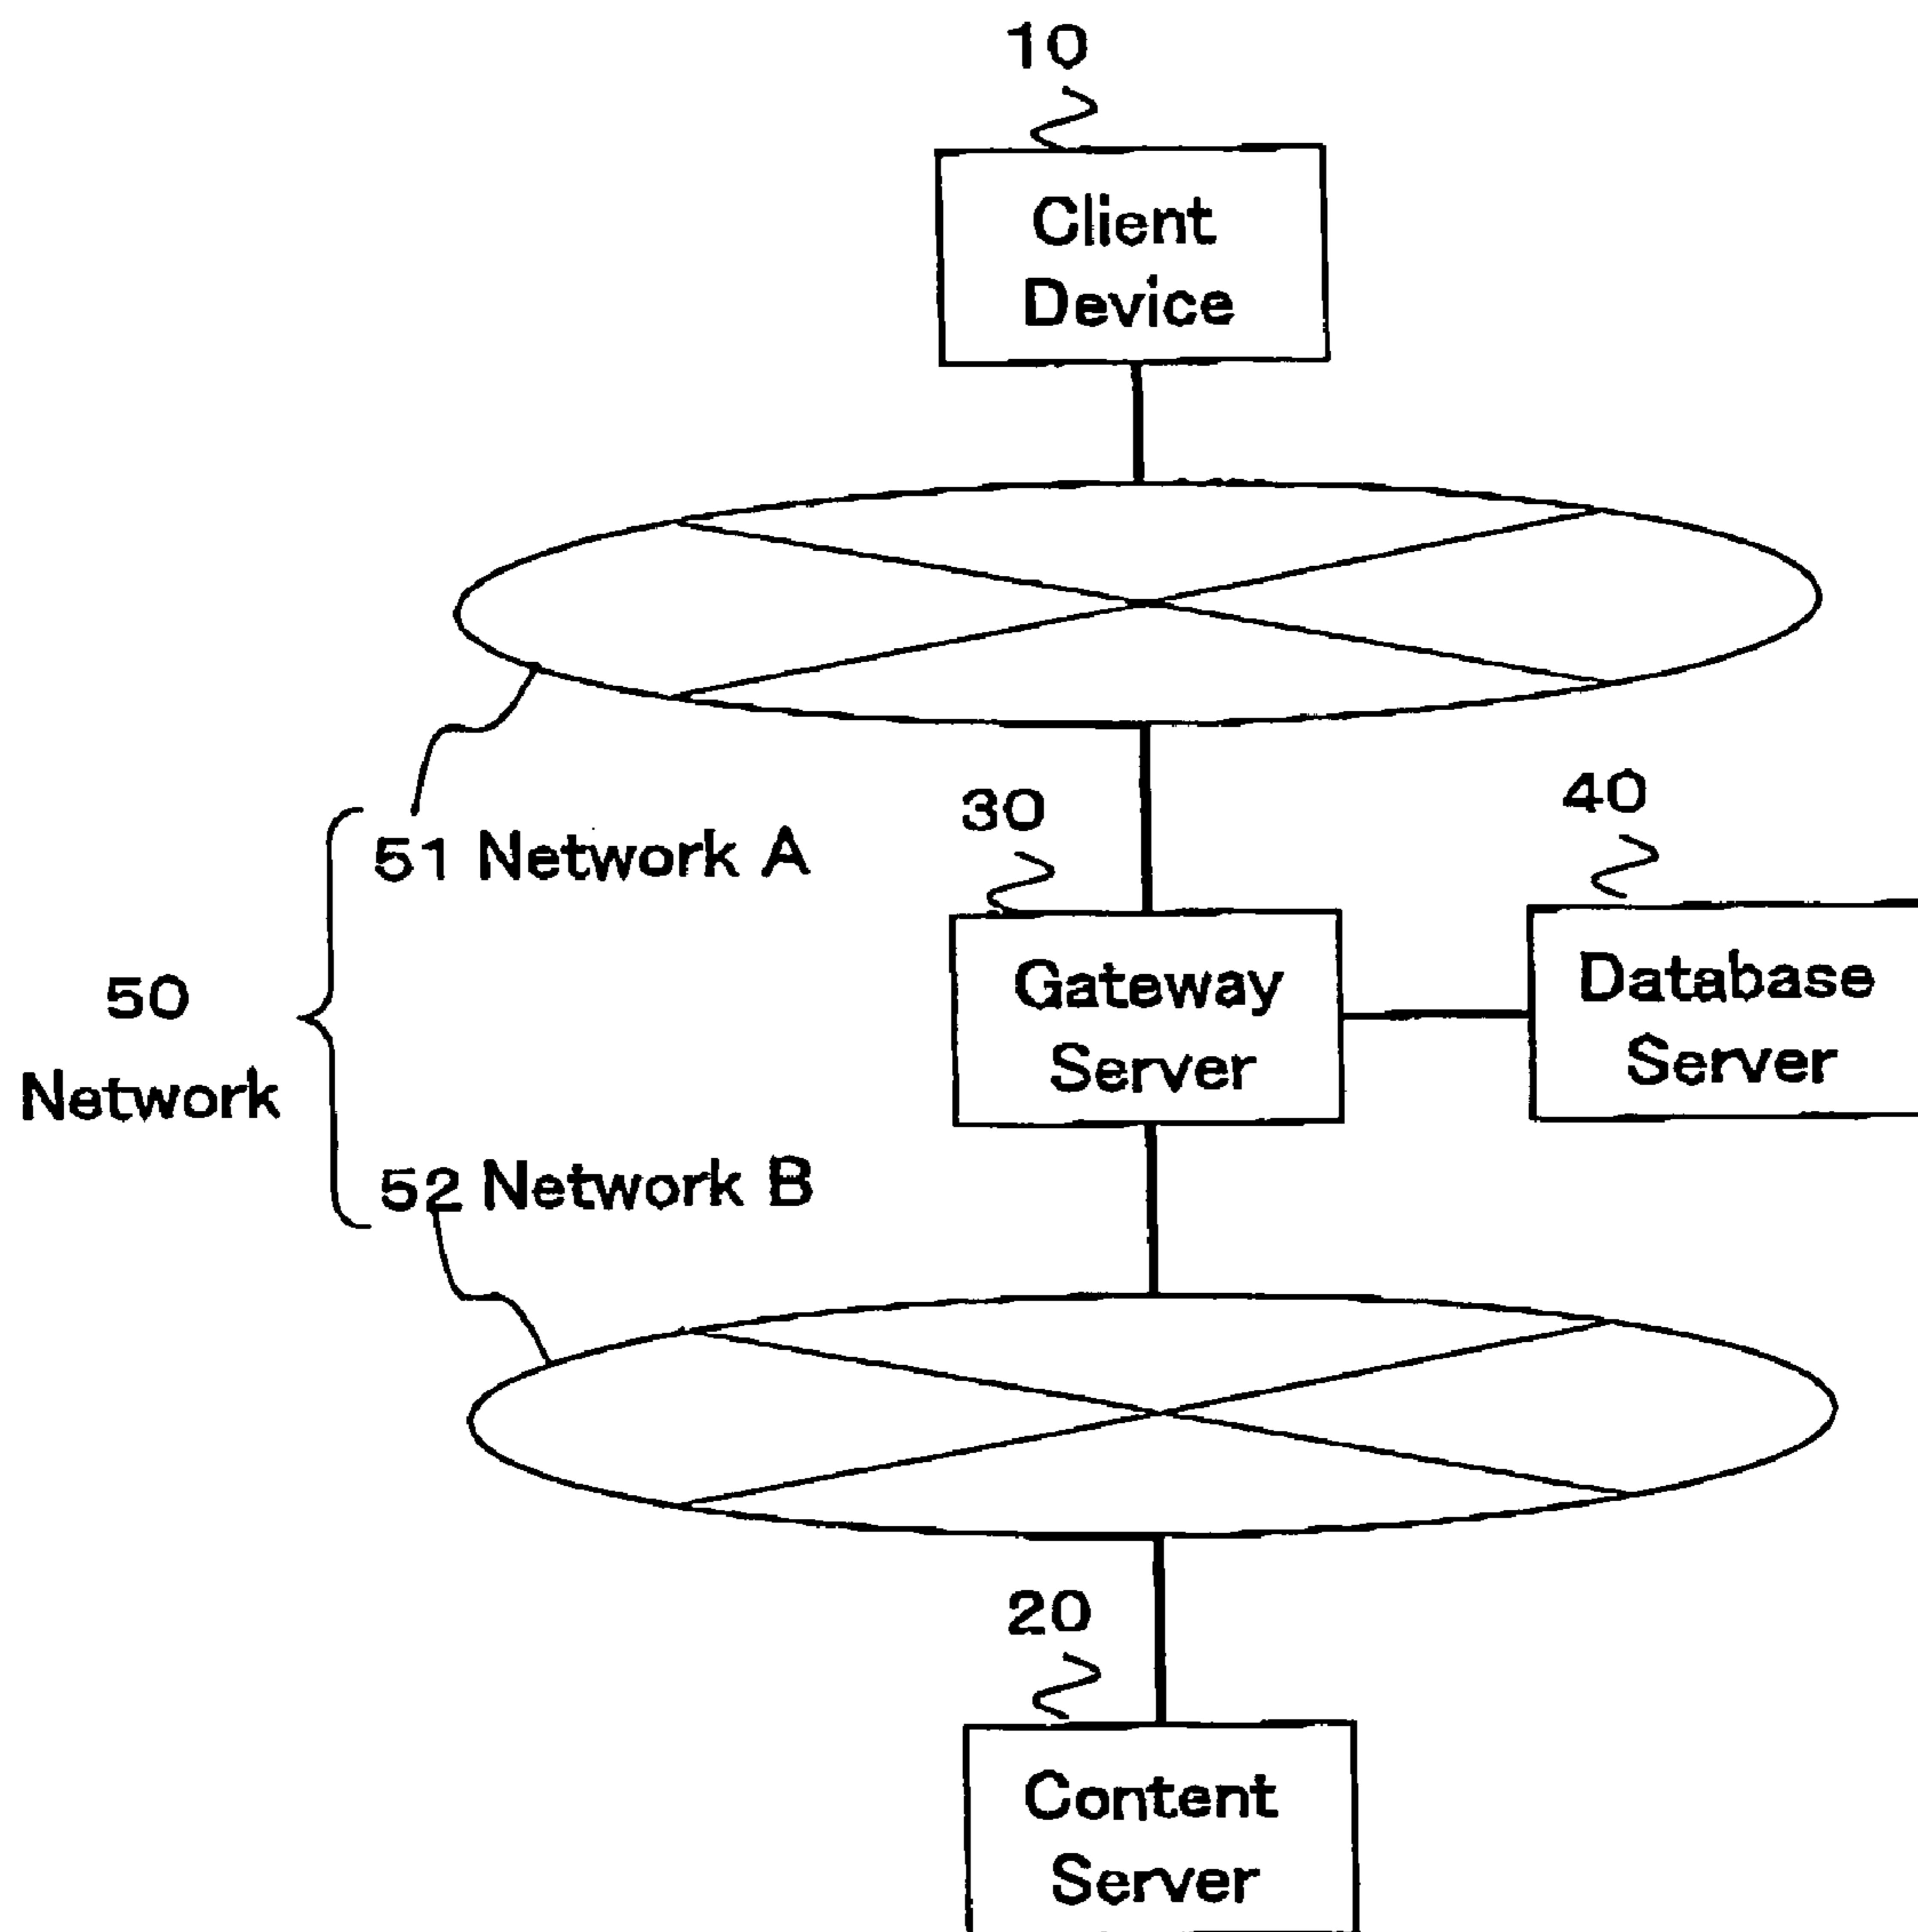 10
Client
Device
30
40
51 Network A
Gateway
Server
Database
Server
50
Network
52 Network B
20
Content
Server